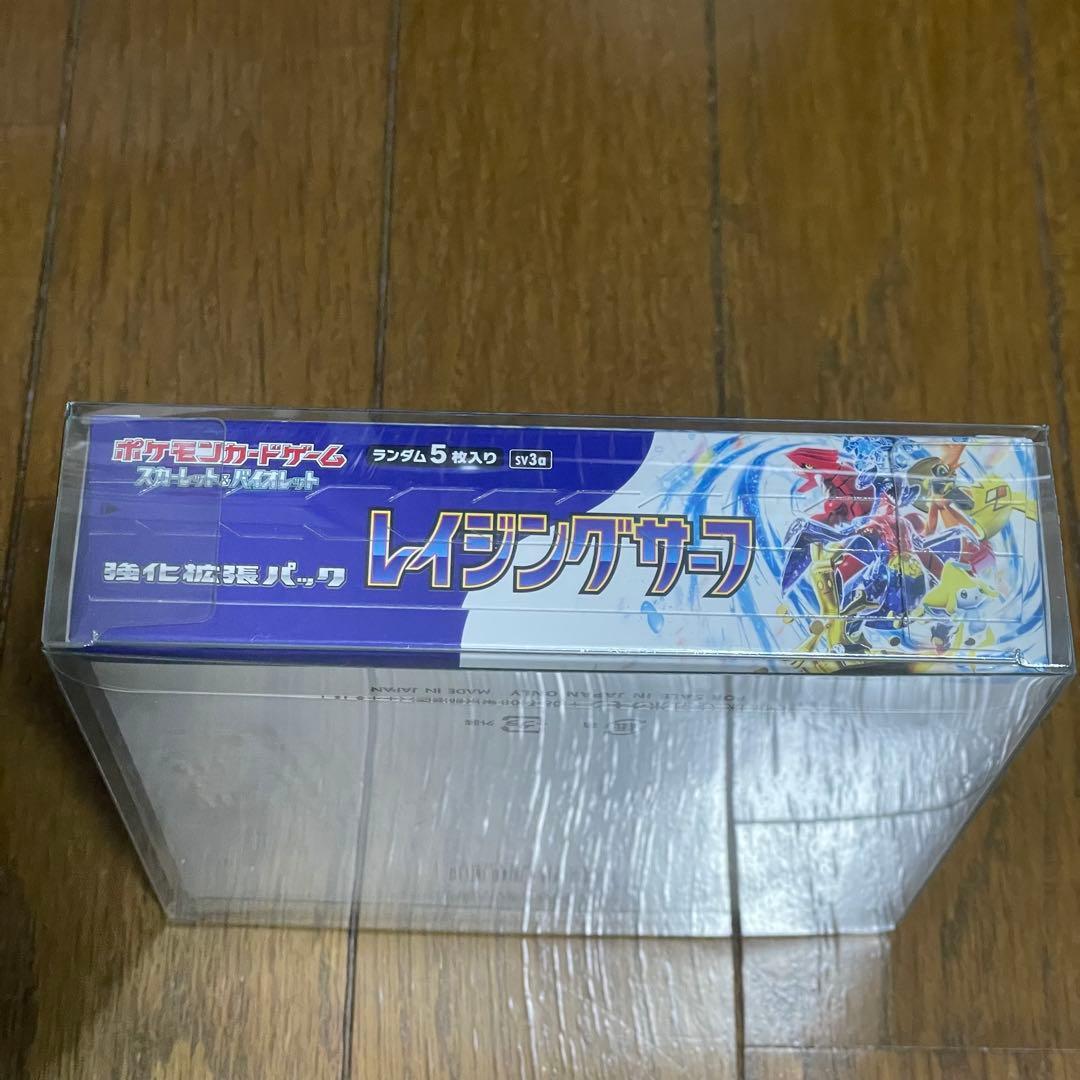 ポケモンカードゲーム
スカーレット&バイオレット
ランダム5枚入り sv3a
強化拡張パック
レイジングサーフ
FOR SALE IN JAPAN ONLY MADE IN JAPAN
外装